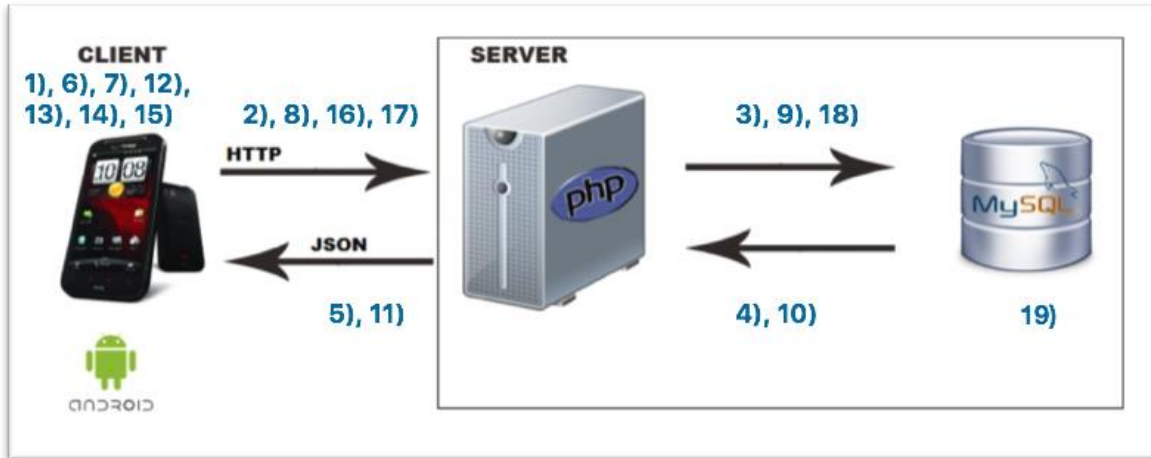 CLIENT
1), 6), 7), 12),
13), 14), 15)
2), 8), 16), 17)
HTTP
JSON
5), 11)
SERVER
3), 9), 18)
php
MySQL
4), 10)
19)
10 08
ANDROID